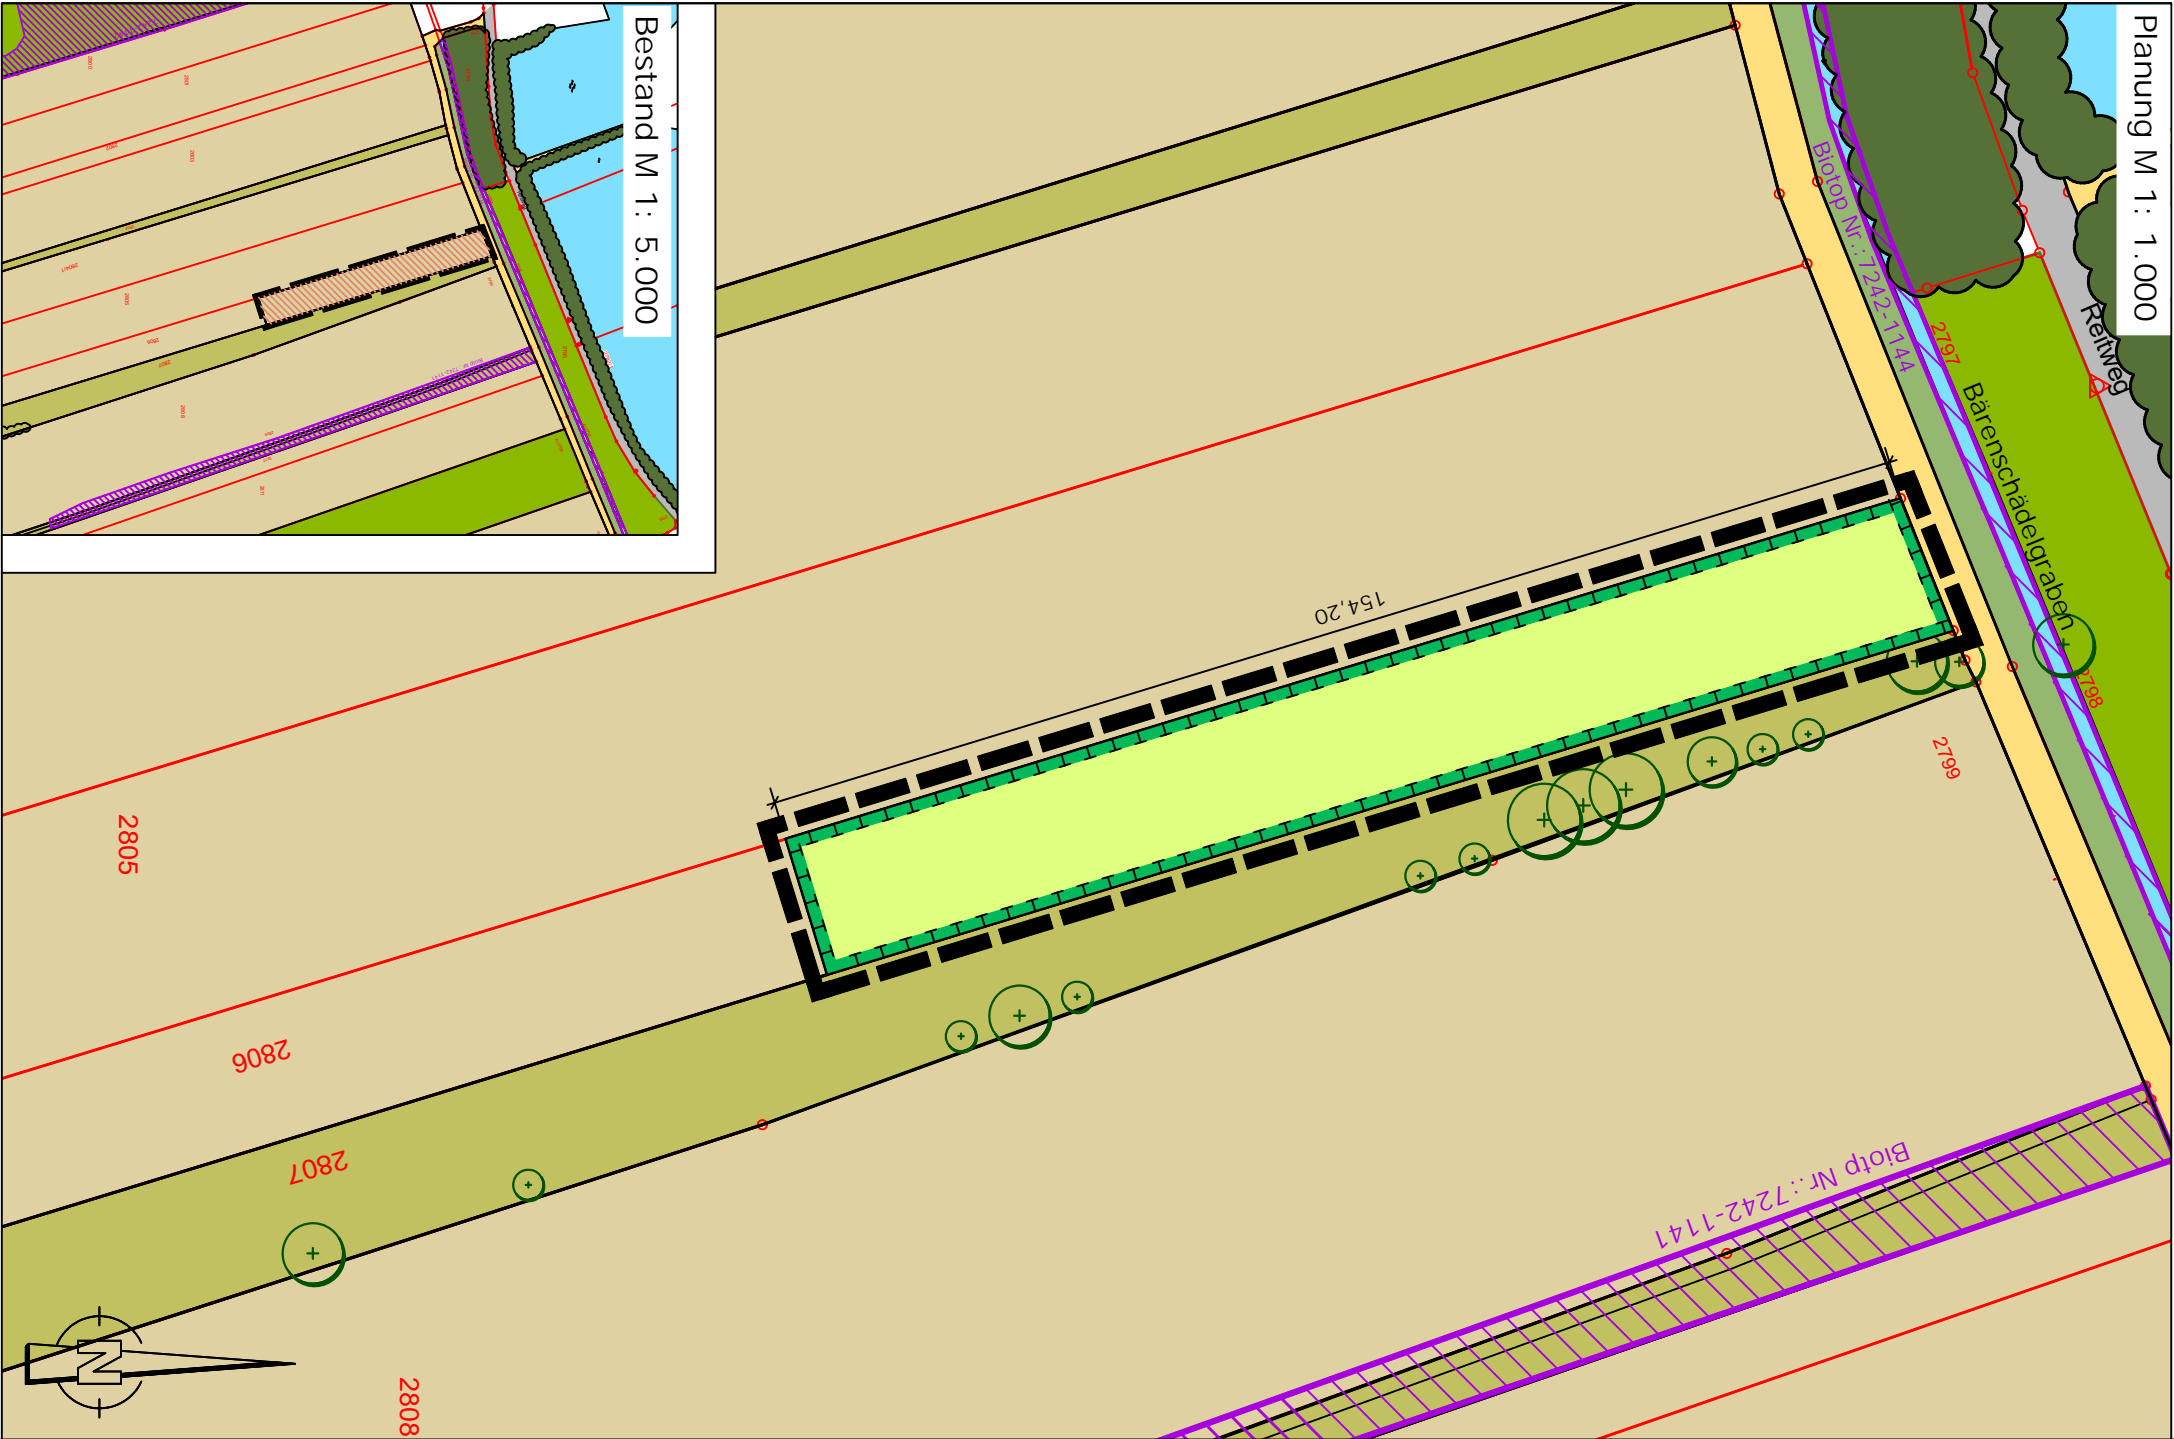 Planung M 1: 1.000
Bestand M 1: 5.000
Reitweg
Biotop Nr.:7242-1144
2797
Bärenschädelgraben
2798
2799
154,20
2805
2806
2807
2808
Biotp Nr.:7242-1141
N